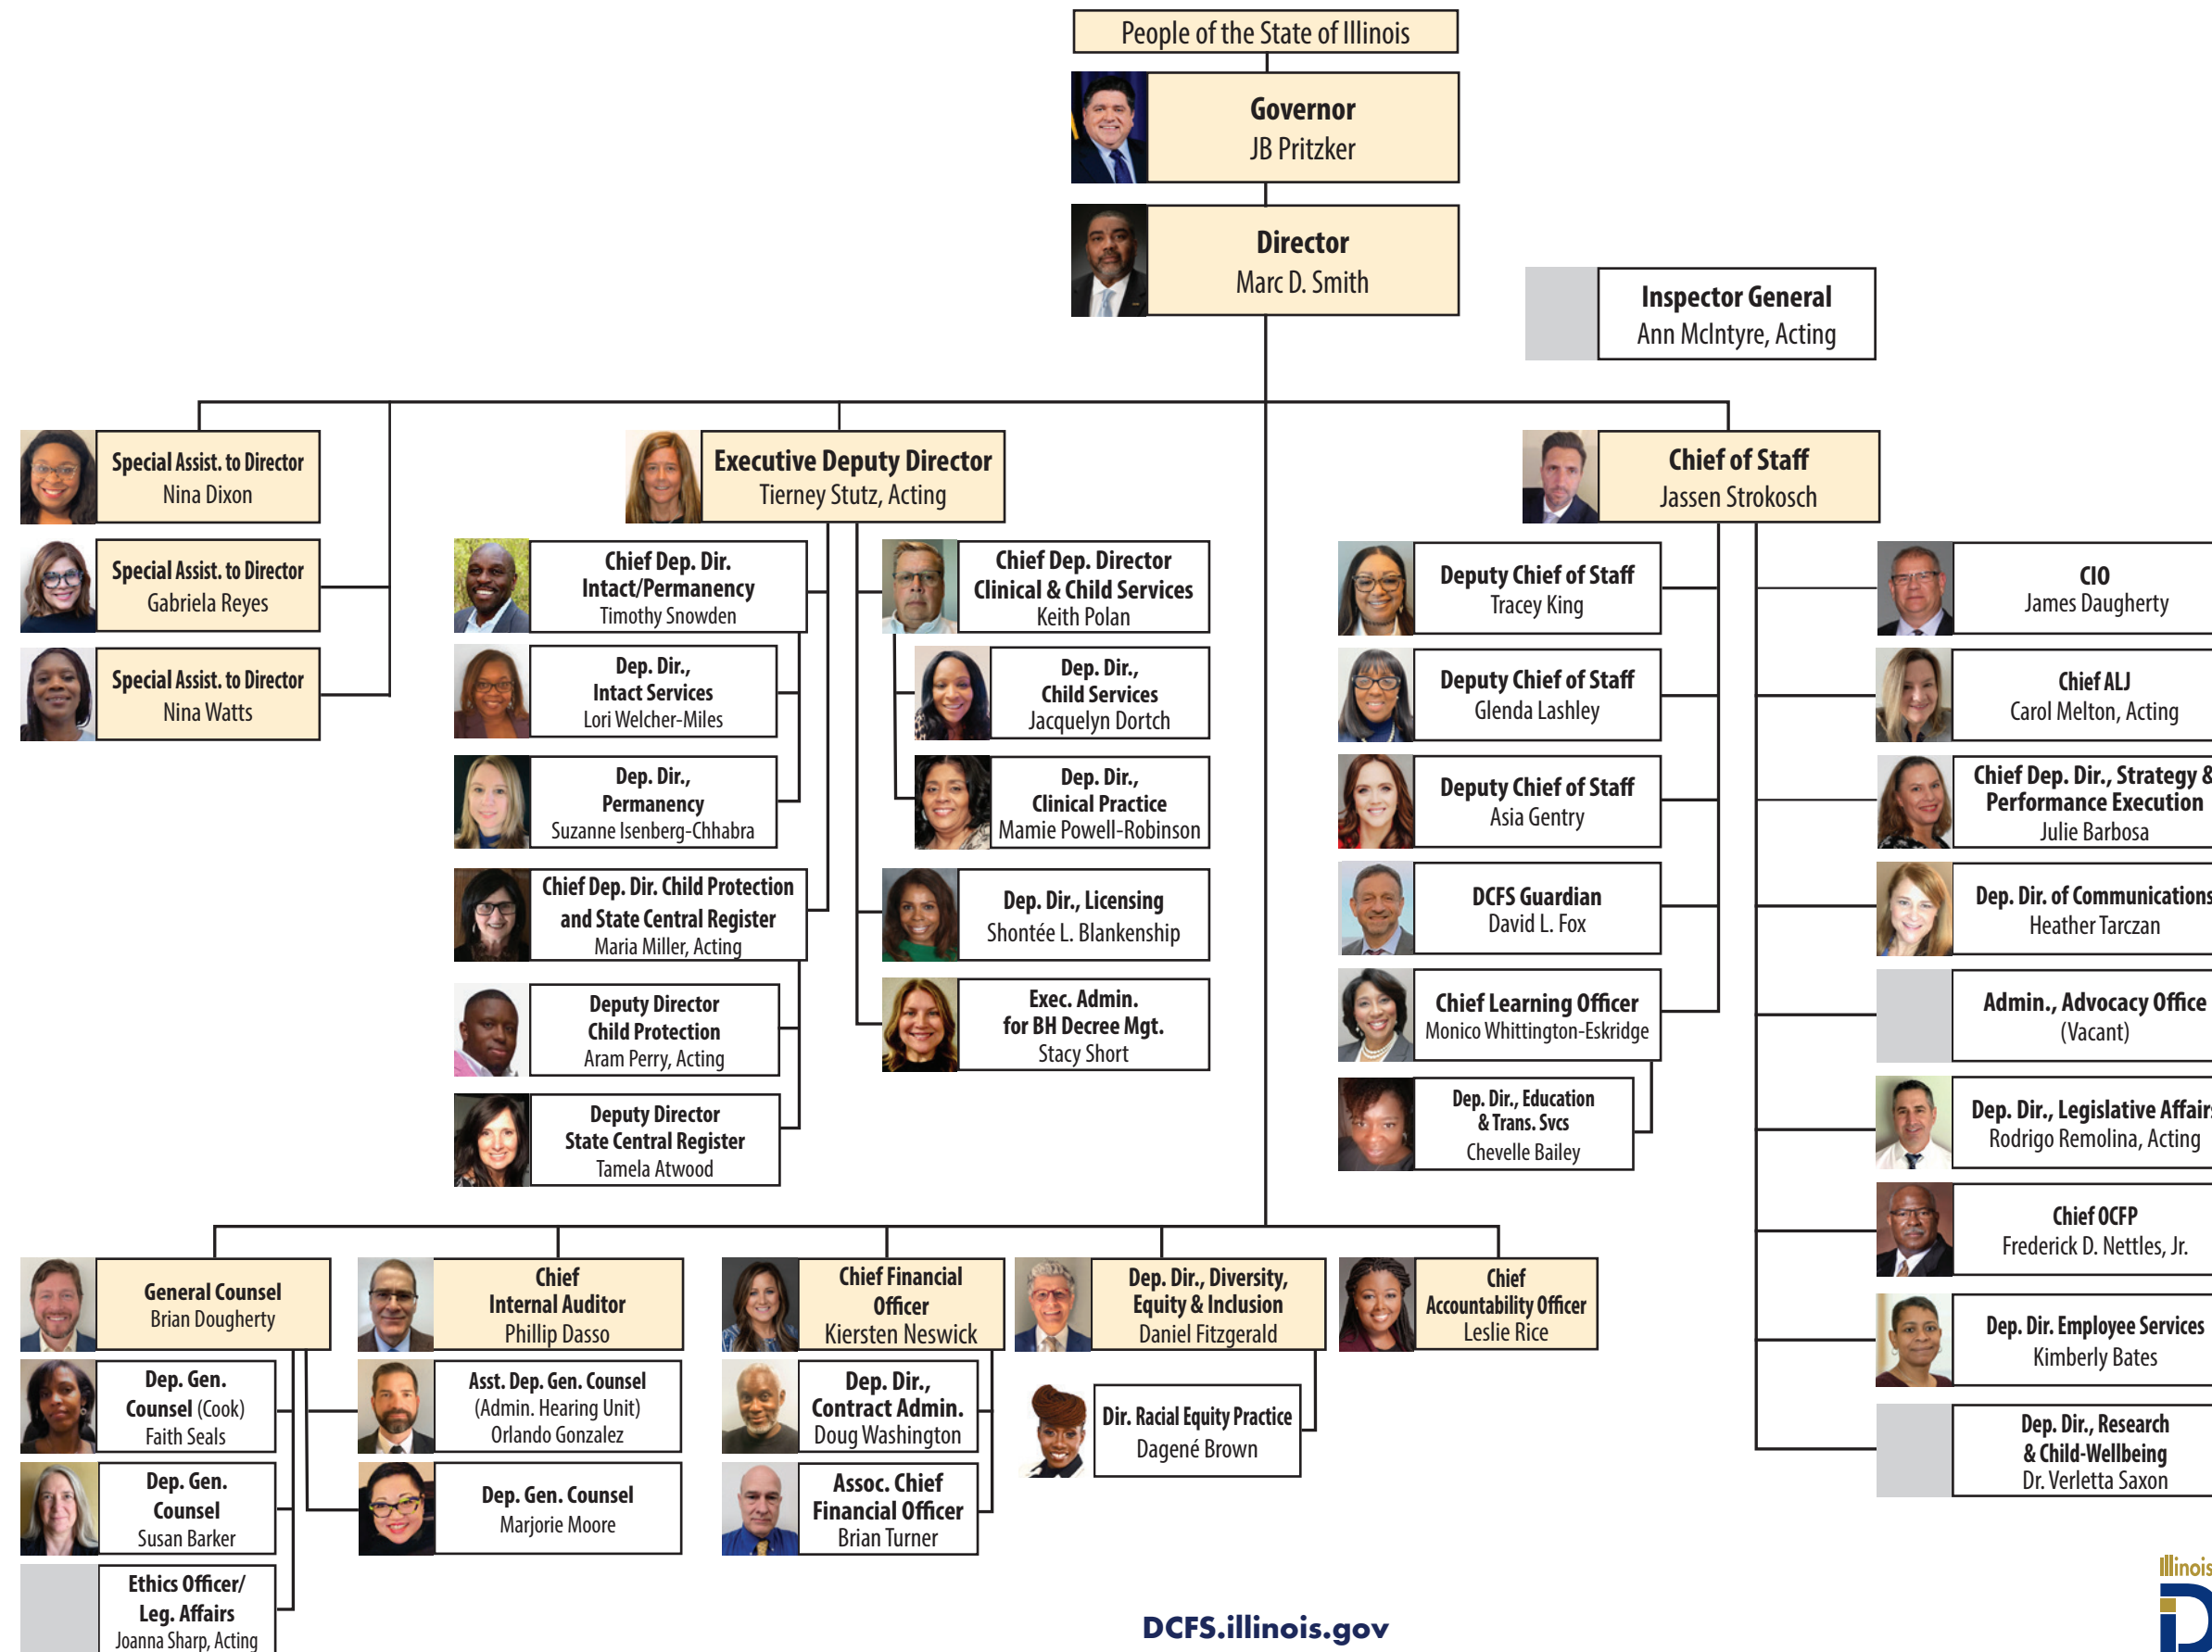 People of the State of Illinois
Governor
JB Pritzker
Director
Marc D. Smith
Inspector General
Ann McIntyre, Acting
Special Assist. to Director
Nina Dixon
Special Assist. to Director
Gabriela Reyes
Special Assist. to Director
Nina Watts
Executive Deputy Director
Tierney Stutz, Acting
Chief Dep. Dir.
Intact/Permanency
Timothy Snowden
Dep. Dir.,
Intact Services
Lori Welcher-Miles
Dep. Dir.,
Permanency
Suzanne Isenberg-Chhabra
Chief Dep. Dir. Child Protection
and State Central Register
Maria Miller, Acting
Deputy Director
Child Protection
Aram Perry, Acting
Deputy Director
State Central Register
Tamela Atwood
Chief Dep. Director
Clinical & Child Services
Keith Polan
Dep. Dir.,
Child Services
Jacquelyn Dortch
Dep. Dir.,
Clinical Practice
Mamie Powell-Robinson
Dep. Dir., Licensing
Shontée L. Blankenship
Exec. Admin.
for BH Decree Mgt.
Stacy Short
Chief of Staff
Jassen Strokosch
Deputy Chief of Staff
Tracey King
Deputy Chief of Staff
Glenda Lashley
Deputy Chief of Staff
Asia Gentry
DCFS Guardian
David L. Fox
Chief Learning Officer
Monico Whittington-Eskridge
Dep. Dir., Education
& Trans. Svcs
Chevelle Bailey
CIO
James Daugherty
Chief ALJ
Carol Melton, Acting
Chief Dep. Dir., Strategy &
Performance Execution
Julie Barbosa
Dep. Dir. of Communications
Heather Tarczan
Admin., Advocacy Office
(Vacant)
Dep. Dir., Legislative Affairs
Rodrigo Remolina, Acting
Chief OCFP
Frederick D. Nettles, Jr.
Dep. Dir. Employee Services
Kimberly Bates
Dep. Dir., Research
& Child-Wellbeing
Dr. Verletta Saxon
General Counsel
Brian Dougherty
Dep. Gen.
Counsel (Cook)
Faith Seals
Dep. Gen.
Counsel
Susan Barker
Ethics Officer/
Leg. Affairs
Joanna Sharp, Acting
Chief
Internal Auditor
Phillip Dasso
Asst. Dep. Gen. Counsel
(Admin. Hearing Unit)
Orlando Gonzalez
Dep. Gen. Counsel
Marjorie Moore
Chief Financial
Officer
Kiersten Neswick
Dep. Dir.,
Contract Admin.
Doug Washington
Assoc. Chief
Financial Officer
Brian Turner
Dep. Dir., Diversity,
Equity & Inclusion
Daniel Fitzgerald
Dir. Racial Equity Practice
Dagené Brown
Chief
Accountability Officer
Leslie Rice
DCFS.illinois.gov
Illinois